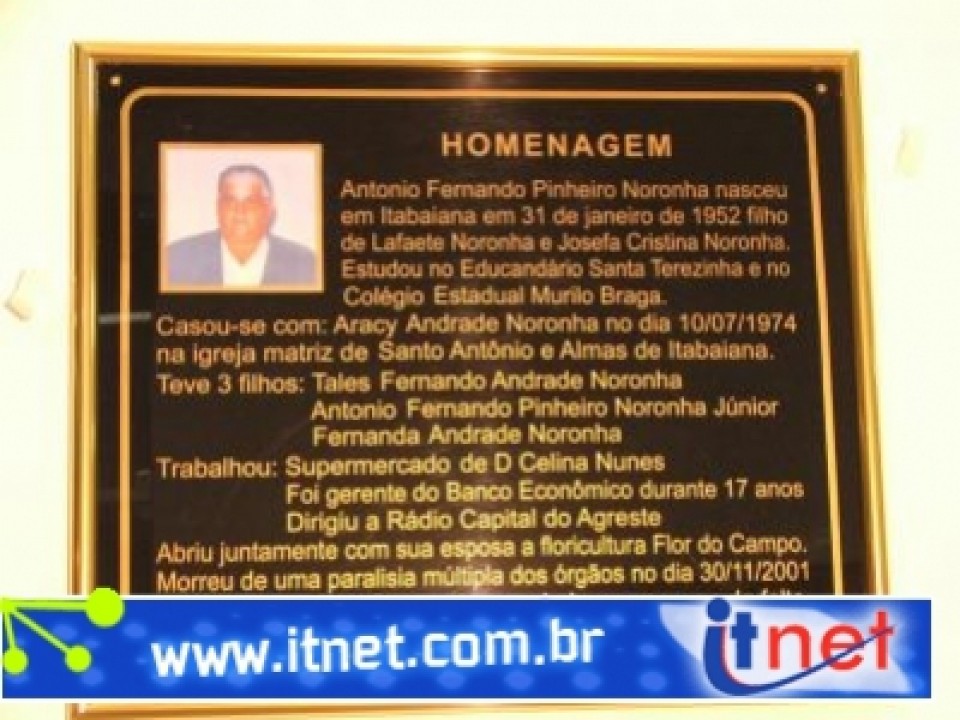 HOMENAGEM
Antonio Fernando Pinheiro Noronha nasceu
em Itabaiana em 31 de janeiro de 1952 filho
de Lafaete Noronha e Josefa Cristina Noronha.
Estudou no Educandário Santa Terezinha e no
Colégio Estadual Murilo Braga.
Casou-se com: Aracy Andrade Noronha no dia 10/07/1974
na igreja matriz de Santo Antônio e Almas de Itabaiana.
Teve 3 filhos: Tales Fernando Andrade Noronha
Antonio Fernando Pinheiro Noronha Júnior
Fernanda Andrade Noronha
Trabalhou: Supermercado de D Celina Nunes
Foi gerente do Banco Econômico durante 17 anos
Dirigiu a Rádio Capital do Agreste
Abriu juntamente com sua esposa a floricultura Flor do Campo.
Morreu de uma paralisia múltipla dos órgãos no dia 30/11/2001
www.itnet.com.br
itnet